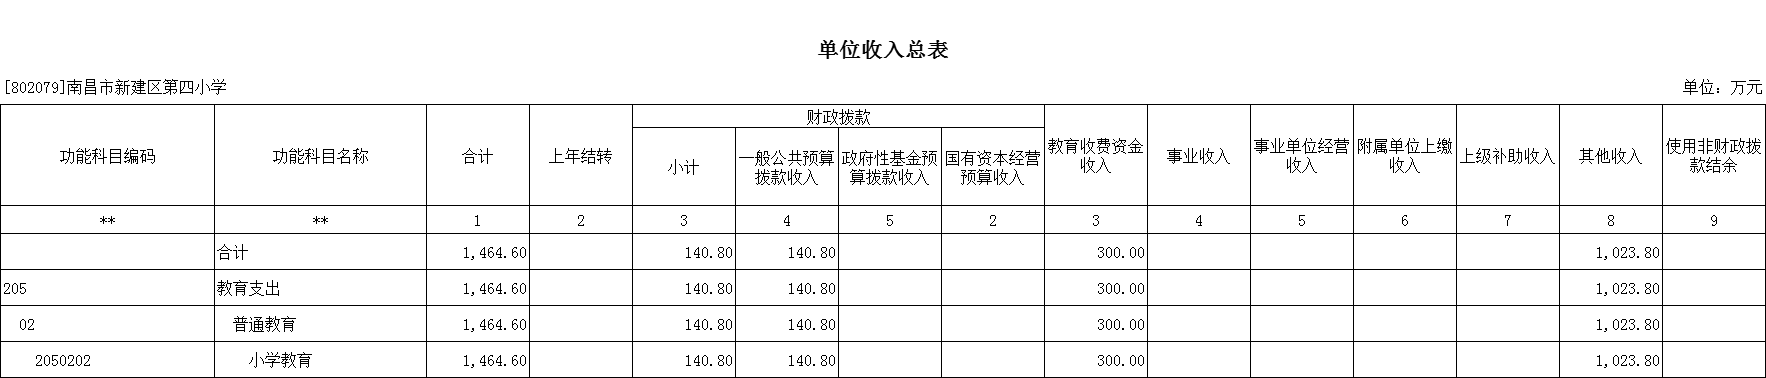 单位收入总表
[802079]南昌市新建区第四小学 单位：万元
功能科目编码 功能科目名称 合计 上年结转 财政拨款 教育收费资金收入 事业收入 事业单位经营收入 附属单位上缴收入 上级补助收入 其他收入 使用非财政拨款结余
小计 一般公共预算拨款收入 政府性基金预算拨款收入 国有资本经营预算收入
** ** 1 2 3 4 5 2 3 4 5 6 7 8 9
合计 1,464.60 140.80 140.80 300.00 1,023.80
205 教育支出 1,464.60 140.80 140.80 300.00 1,023.80
02 普通教育 1,464.60 140.80 140.80 300.00 1,023.80
2050202 小学教育 1,464.60 140.80 140.80 300.00 1,023.80